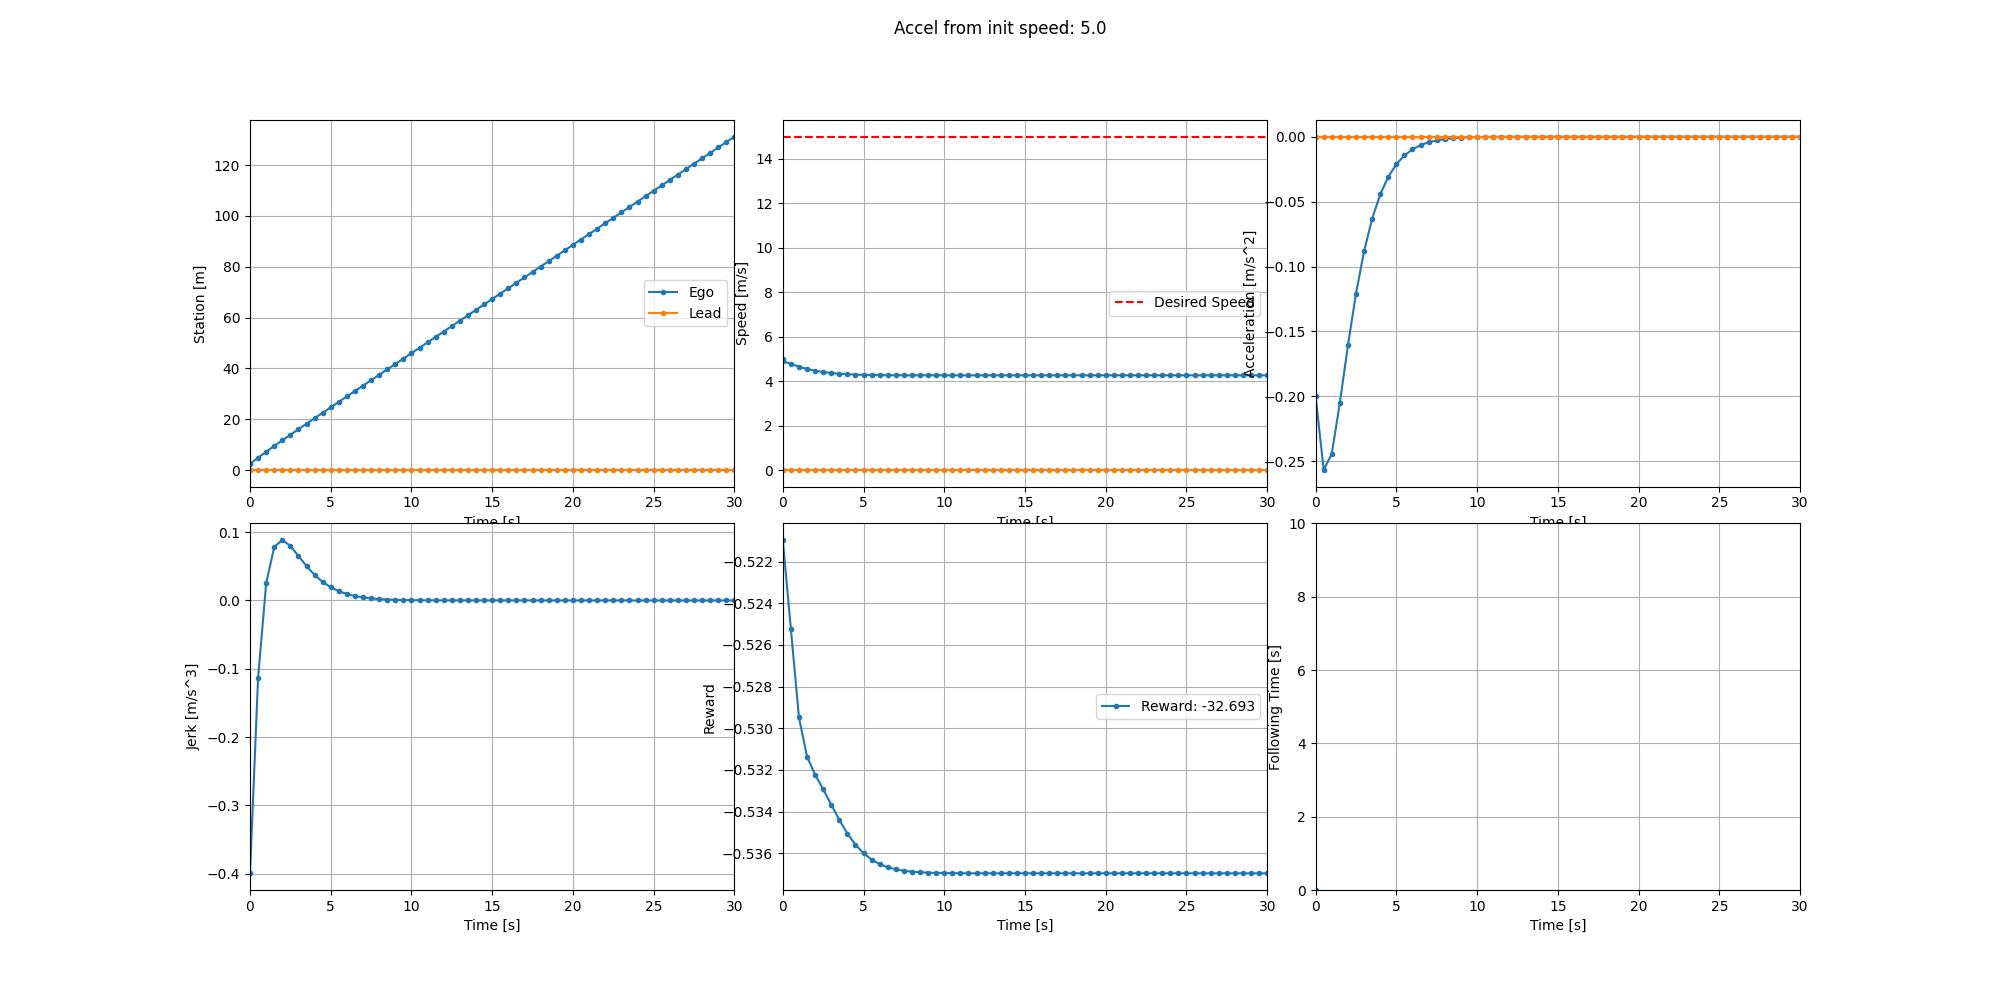 Accel from init speed: 5.0
120
100
80
60
40
20
0
Station [m]
Ego
Lead
0 5 10 15 20 25 30
Time [s]
14
12
10
8
6
4
2
0
Speed [m/s]
Desired Speed
0 5 10 15 20 25 30
Time [s]
0.00
−0.05
−0.10
−0.15
−0.20
−0.25
Acceleration [m/s^2]
0 5 10 15 20 25 30
Time [s]
0.1
0.0
−0.1
−0.2
−0.3
−0.4
Jerk [m/s^3]
0 5 10 15 20 25 30
Time [s]
−0.522
−0.524
−0.526
−0.528
−0.530
−0.532
−0.534
−0.536
Reward
Reward: -32.693
0 5 10 15 20 25 30
Time [s]
10
8
6
4
2
0
Following Time [s]
0 5 10 15 20 25 30
Time [s]